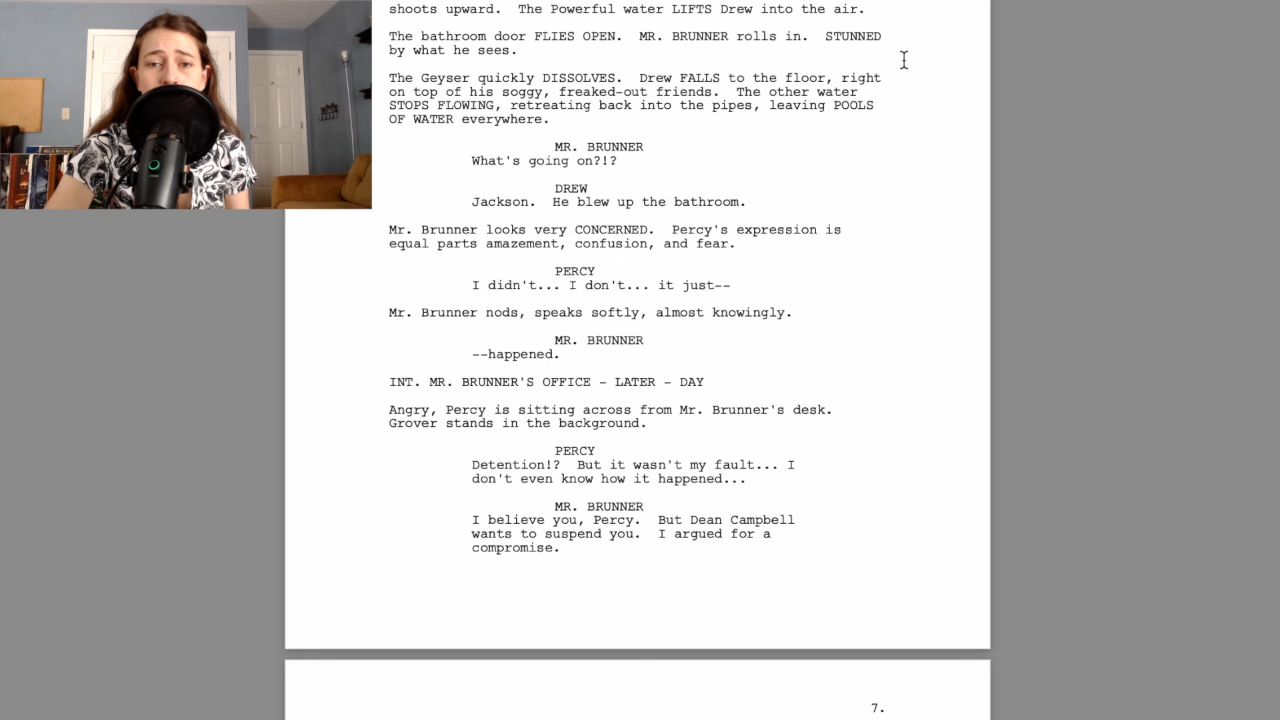 shoots upward.  The Powerful water LIFTS Drew into the air.
The bathroom door FLIES OPEN.  MR. BRUNNER rolls in.  STUNNED
by what he sees.
The Geyser quickly DISSOLVES.  Drew FALLS to the floor, right
on top of his soggy, freaked-out friends.  The other water
STOPS FLOWING, retreating back into the pipes, leaving POOLS
OF WATER everywhere.
MR. BRUNNER
What's going on?!?
DREW
Jackson.  He blew up the bathroom.
Mr. Brunner looks very CONCERNED.  Percy's expression is
equal parts amazement, confusion, and fear.
PERCY
I didn't... I don't... it just--
Mr. Brunner nods, speaks softly, almost knowingly.
MR. BRUNNER
--happened.
INT. MR. BRUNNER'S OFFICE - LATER - DAY
Angry, Percy is sitting across from Mr. Brunner's desk.
Grover stands in the background.
PERCY
Detention!?  But it wasn't my fault... I
don't even know how it happened...
MR. BRUNNER
I believe you, Percy.  But Dean Campbell
wants to suspend you.  I argued for a
compromise.
7.